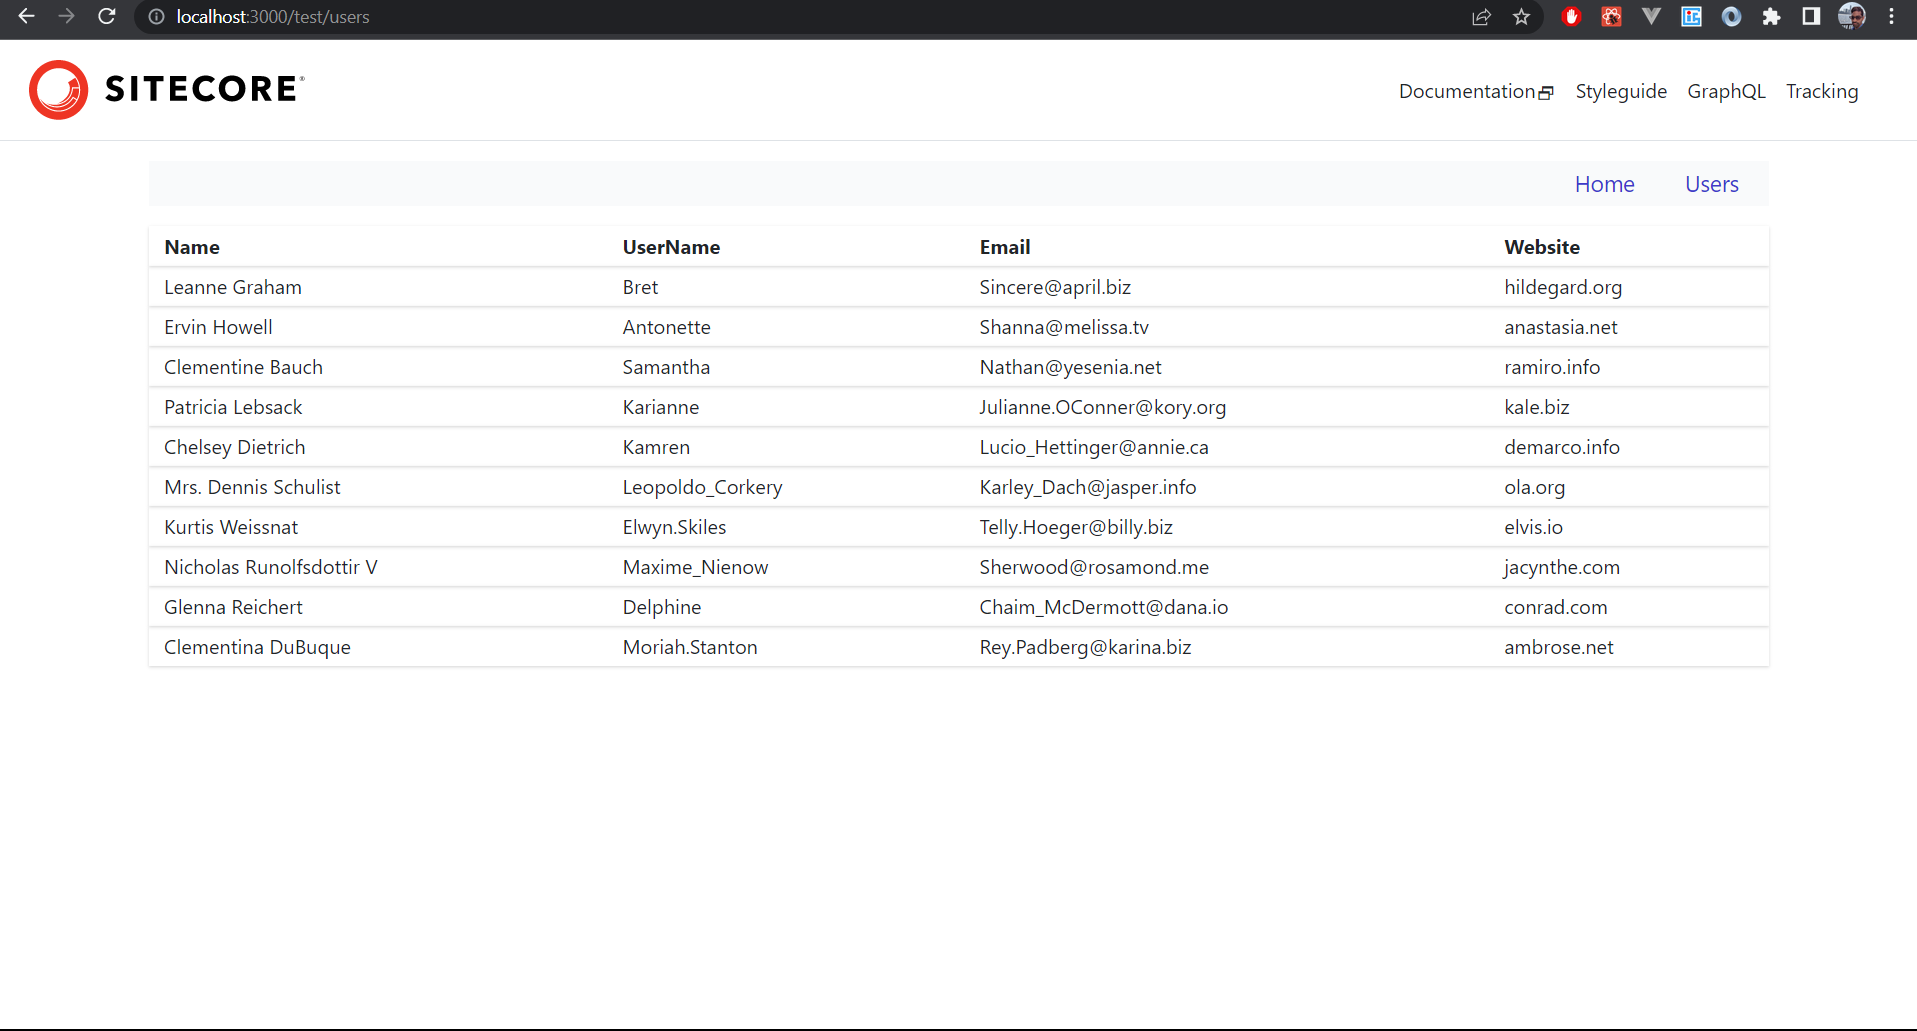 localhost:3000/test/users
SITECORE®
Documentation Styleguide GraphQL Tracking
Home Users
Name UserName Email Website
Leanne Graham Bret Sincere@april.biz hildegard.org
Ervin Howell Antonette Shanna@melissa.tv anastasia.net
Clementine Bauch Samantha Nathan@yesenia.net ramiro.info
Patricia Lebsack Karianne Julianne.OConner@kory.org kale.biz
Chelsey Dietrich Kamren Lucio_Hettinger@annie.ca demarco.info
Mrs. Dennis Schulist Leopoldo_Corkery Karley_Dach@jasper.info ola.org
Kurtis Weissnat Elwyn.Skiles Telly.Hoeger@billy.biz elvis.io
Nicholas Runolfsdottir V Maxime_Nienow Sherwood@rosamond.me jacynthe.com
Glenna Reichert Delphine Chaim_McDermott@dana.io conrad.com
Clementina DuBuque Moriah.Stanton Rey.Padberg@karina.biz ambrose.net